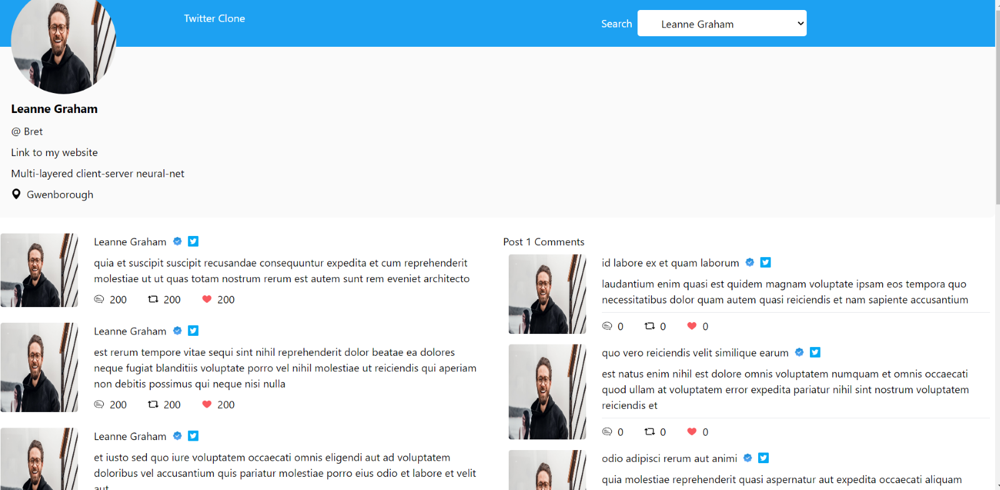 Twitter Clone
Search
Leanne Graham
Leanne Graham
@ Bret
Link to my website
Multi-layered client-server neural-net
Gwenborough
Leanne Graham
quia et suscipit suscipit recusandae consequuntur expedita et cum reprehenderit
molestiae ut ut quas totam nostrum rerum est autem sunt rem eveniet architecto
200 200 200
Leanne Graham
est rerum tempore vitae sequi sint nihil reprehenderit dolor beatae ea dolores
neque fugiat blanditiis voluptate porro vel nihil molestiae ut reiciendis qui aperiam
non debitis possimus qui neque nisi nulla
200 200 200
Leanne Graham
et iusto sed quo iure voluptatem occaecati omnis eligendi aut ad voluptatem
doloribus vel accusantium quis pariatur molestiae porro eius odio et labore et velit
aut
Post 1 Comments
id labore ex et quam laborum
laudantium enim quasi est quidem magnam voluptate ipsam eos tempora quo
necessitatibus dolor quam autem quasi reiciendis et nam sapiente accusantium
0 0 0
quo vero reiciendis velit similique earum
est natus enim nihil est dolore omnis voluptatem numquam et omnis occaecati
quod ullam at voluptatem error expedita pariatur nihil sint nostrum voluptatem
reiciendis et
0 0 0
odio adipisci rerum aut animi
quia molestiae reprehenderit quasi aspernatur aut expedita occaecati aliquam